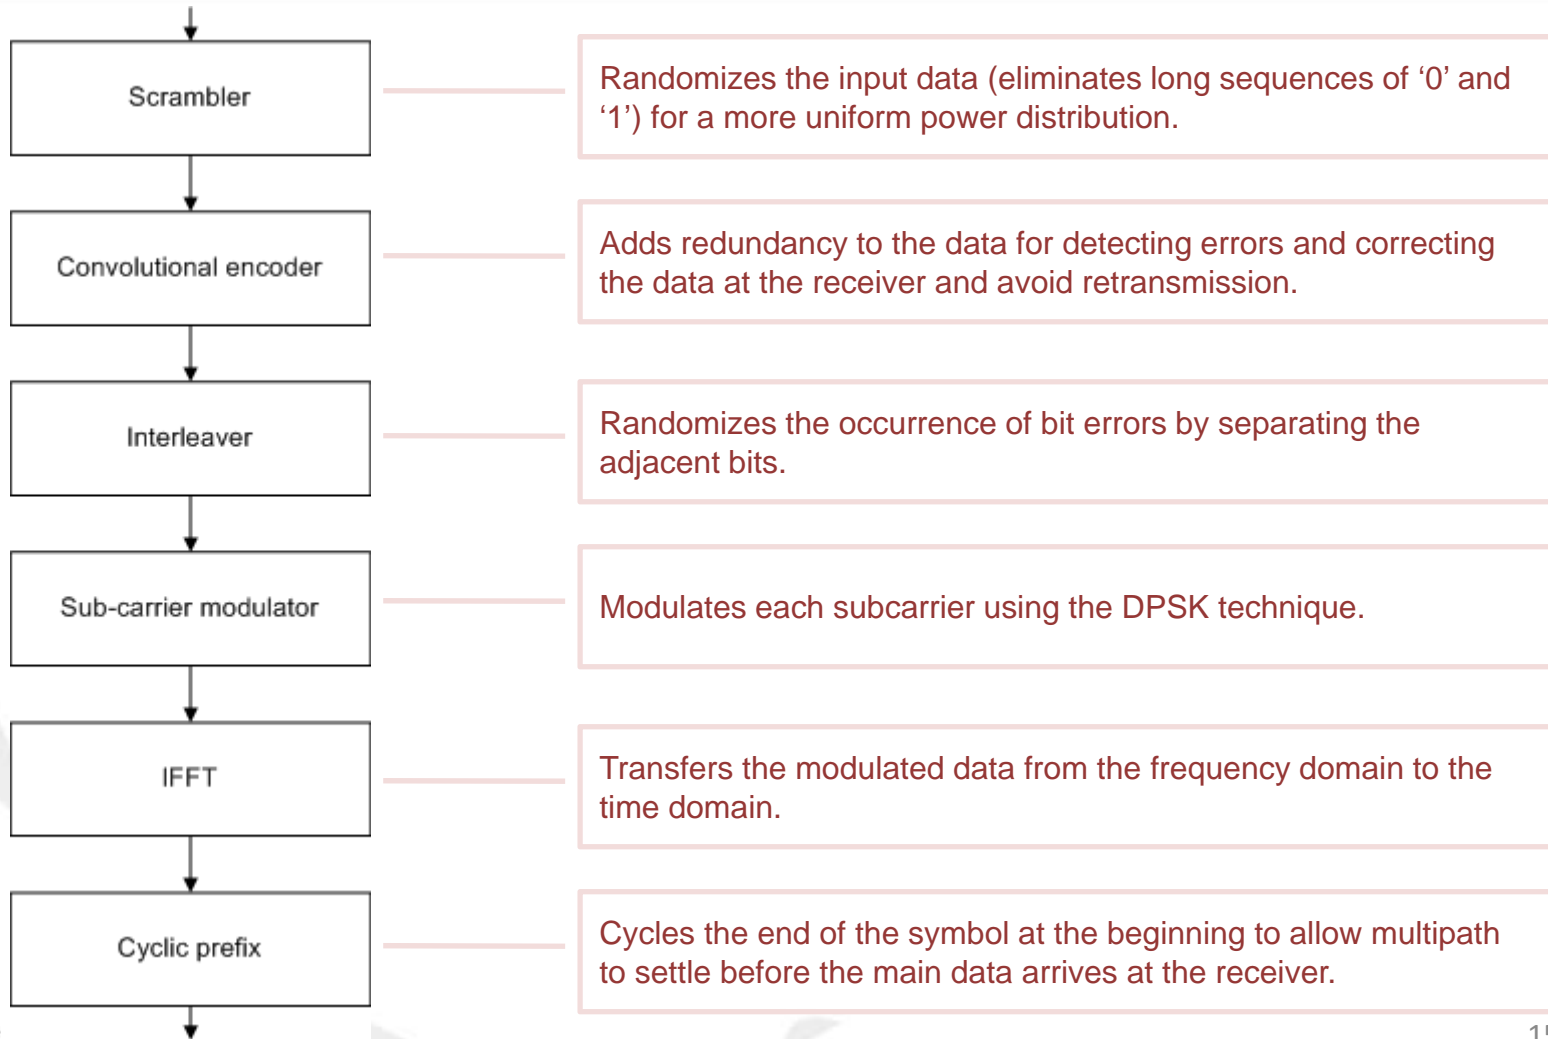 Scrambler
Randomizes the input data (eliminates long sequences of ‘0’ and
‘1’) for a more uniform power distribution.
Convolutional encoder
Adds redundancy to the data for detecting errors and correcting
the data at the receiver and avoid retransmission.
Interleaver
Randomizes the occurrence of bit errors by separating the
adjacent bits.
Sub-carrier modulator
Modulates each subcarrier using the DPSK technique.
IFFT
Transfers the modulated data from the frequency domain to the
time domain.
Cyclic prefix
Cycles the end of the symbol at the beginning to allow multipath
to settle before the main data arrives at the receiver.